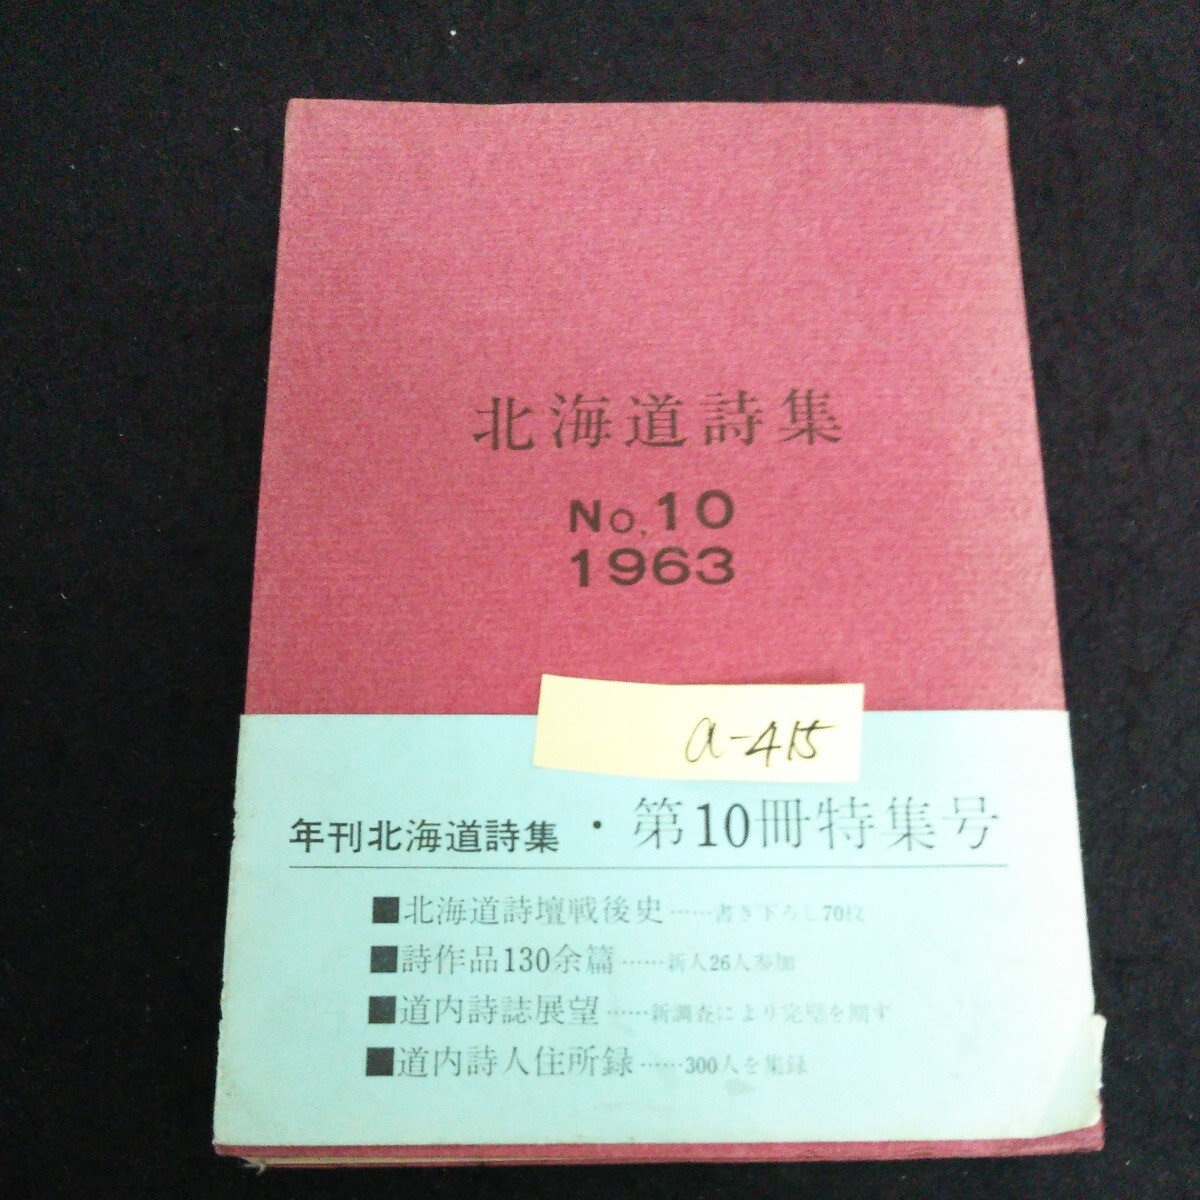 北海道詩集
No.10
1963
a-415
年刊北海道詩集・第10冊特集号
■北海道詩壇戦後史……書き下ろし70枚
■詩作品130余篇……新人26人参加
■道内詩誌展望……新調査により完璧を期す
■道内詩人住所録……300人を集録